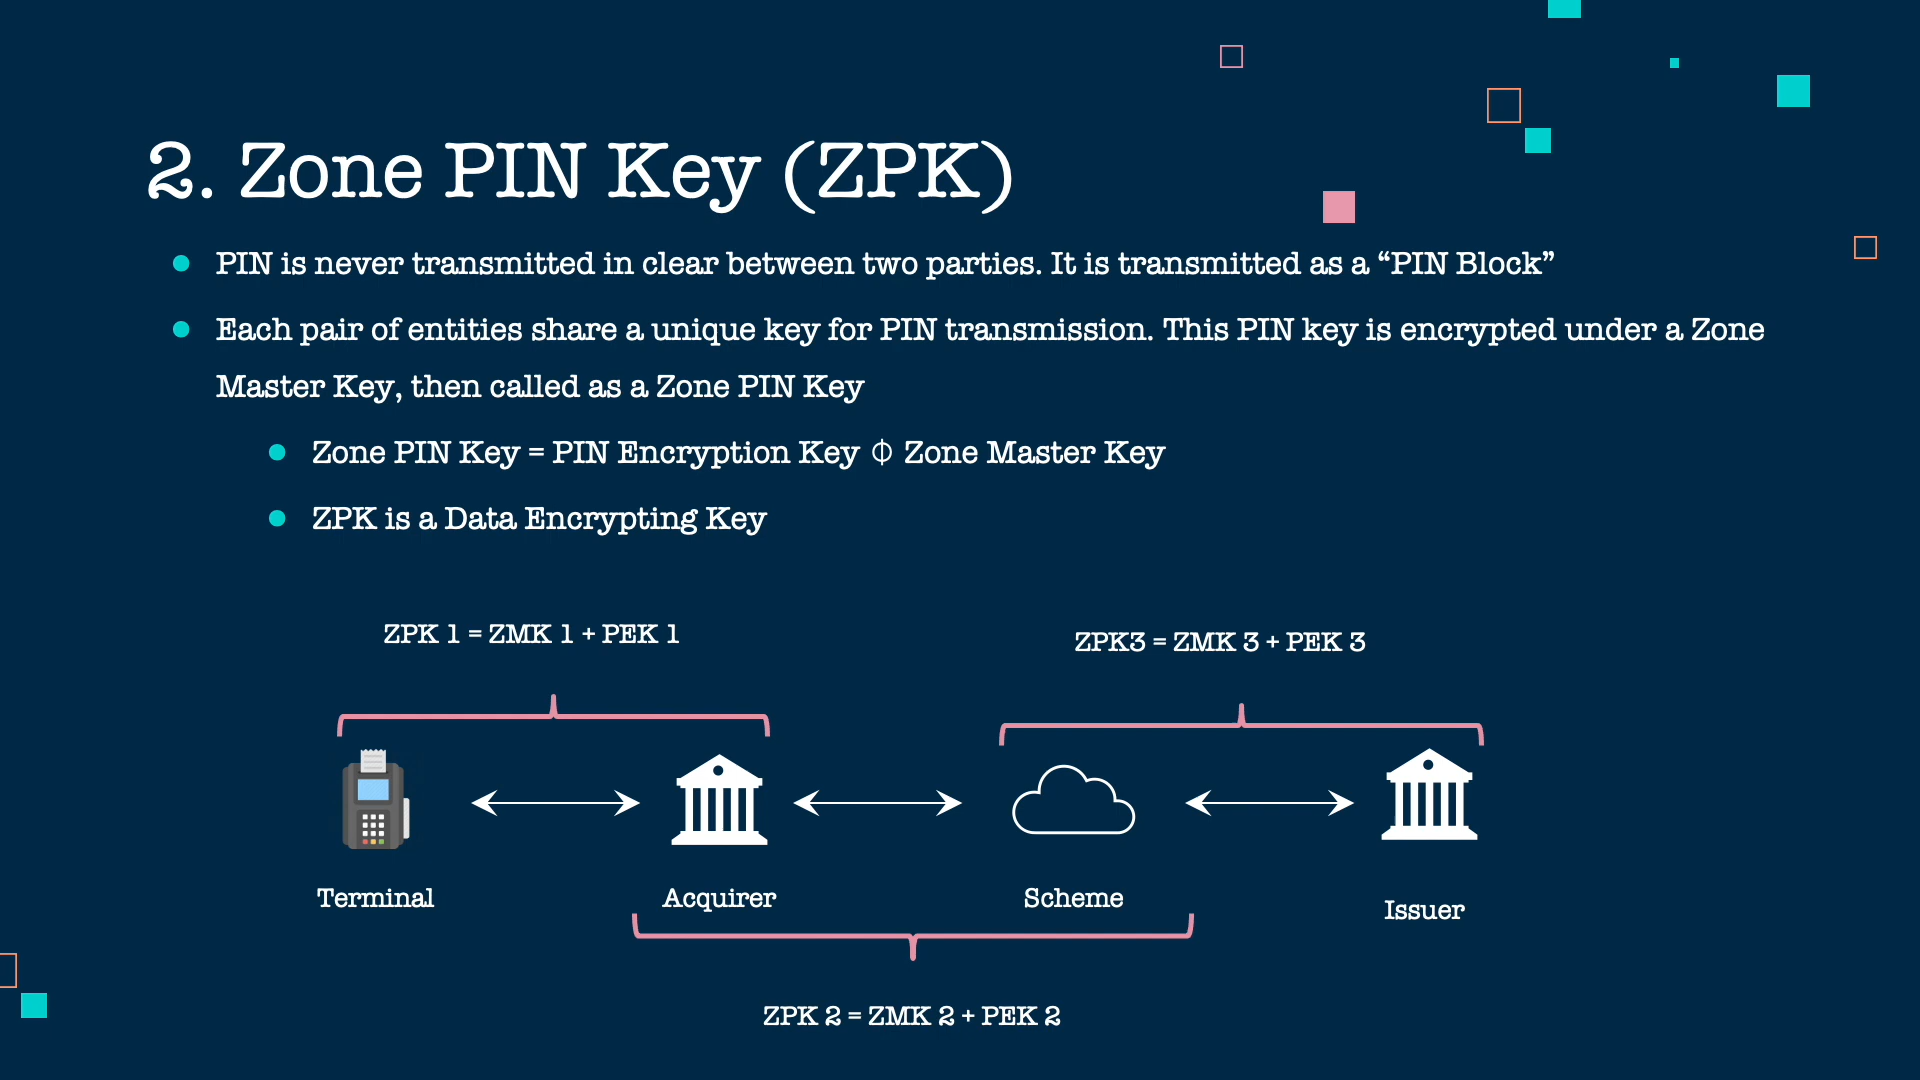 2. Zone PIN Key (ZPK)
PIN is never transmitted in clear between two parties. It is transmitted as a “PIN Block”
Each pair of entities share a unique key for PIN transmission. This PIN key is encrypted under a Zone
Master Key, then called as a Zone PIN Key
Zone PIN Key = PIN Encryption Key ⌽ Zone Master Key
ZPK is a Data Encrypting Key
ZPK 1 = ZMK 1 + PEK 1
ZPK3 = ZMK 3 + PEK 3
Terminal
Acquirer
Scheme
Issuer
ZPK 2 = ZMK 2 + PEK 2